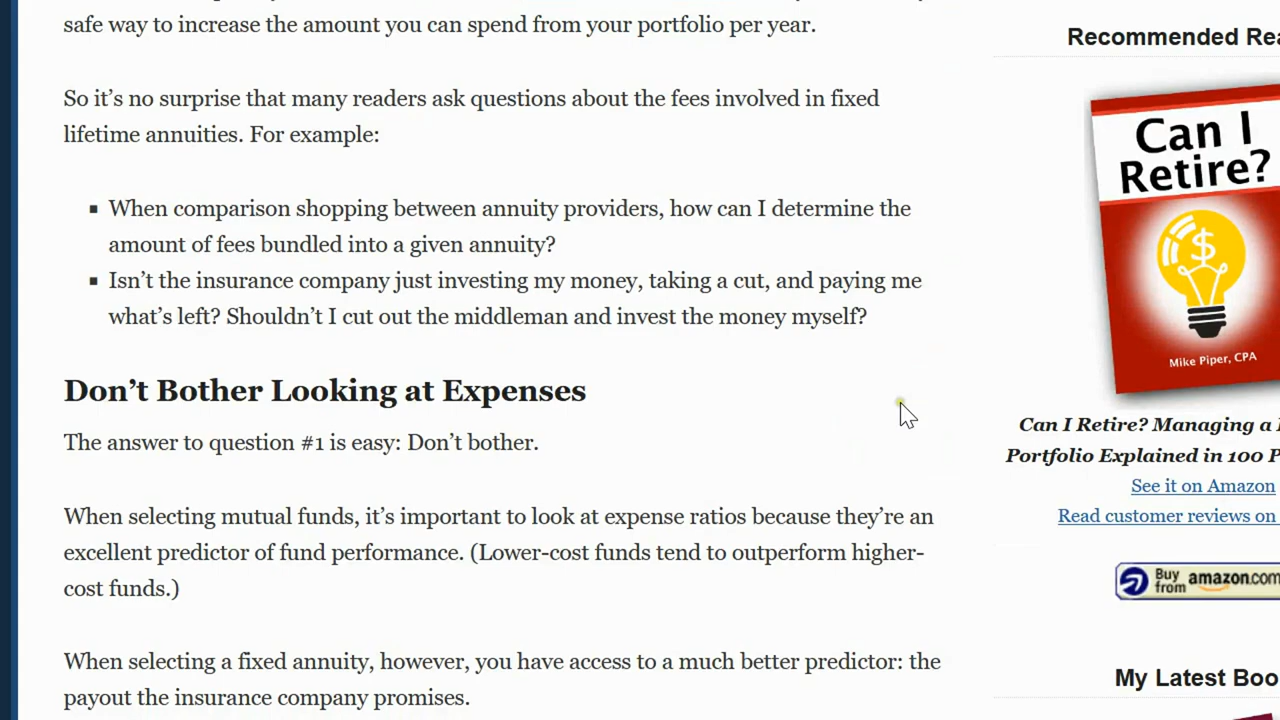 safe way to increase the amount you can spend from your portfolio per year.
So it’s no surprise that many readers ask questions about the fees involved in fixed
lifetime annuities. For example:
▪ When comparison shopping between annuity providers, how can I determine the
amount of fees bundled into a given annuity?
▪ Isn’t the insurance company just investing my money, taking a cut, and paying me
what’s left? Shouldn’t I cut out the middleman and invest the money myself?
Don’t Bother Looking at Expenses
The answer to question #1 is easy: Don’t bother.
When selecting mutual funds, it’s important to look at expense ratios because they’re an
excellent predictor of fund performance. (Lower-cost funds tend to outperform higher-
cost funds.)
When selecting a fixed annuity, however, you have access to a much better predictor: the
payout the insurance company promises.
Recommended Rea
Can I
Retire?
$
Mike Piper, CPA
Can I Retire? Managing a
Portfolio Explained in 100 P
See it on Amazon
Read customer reviews on
Buy
from amazon.com
My Latest Boo